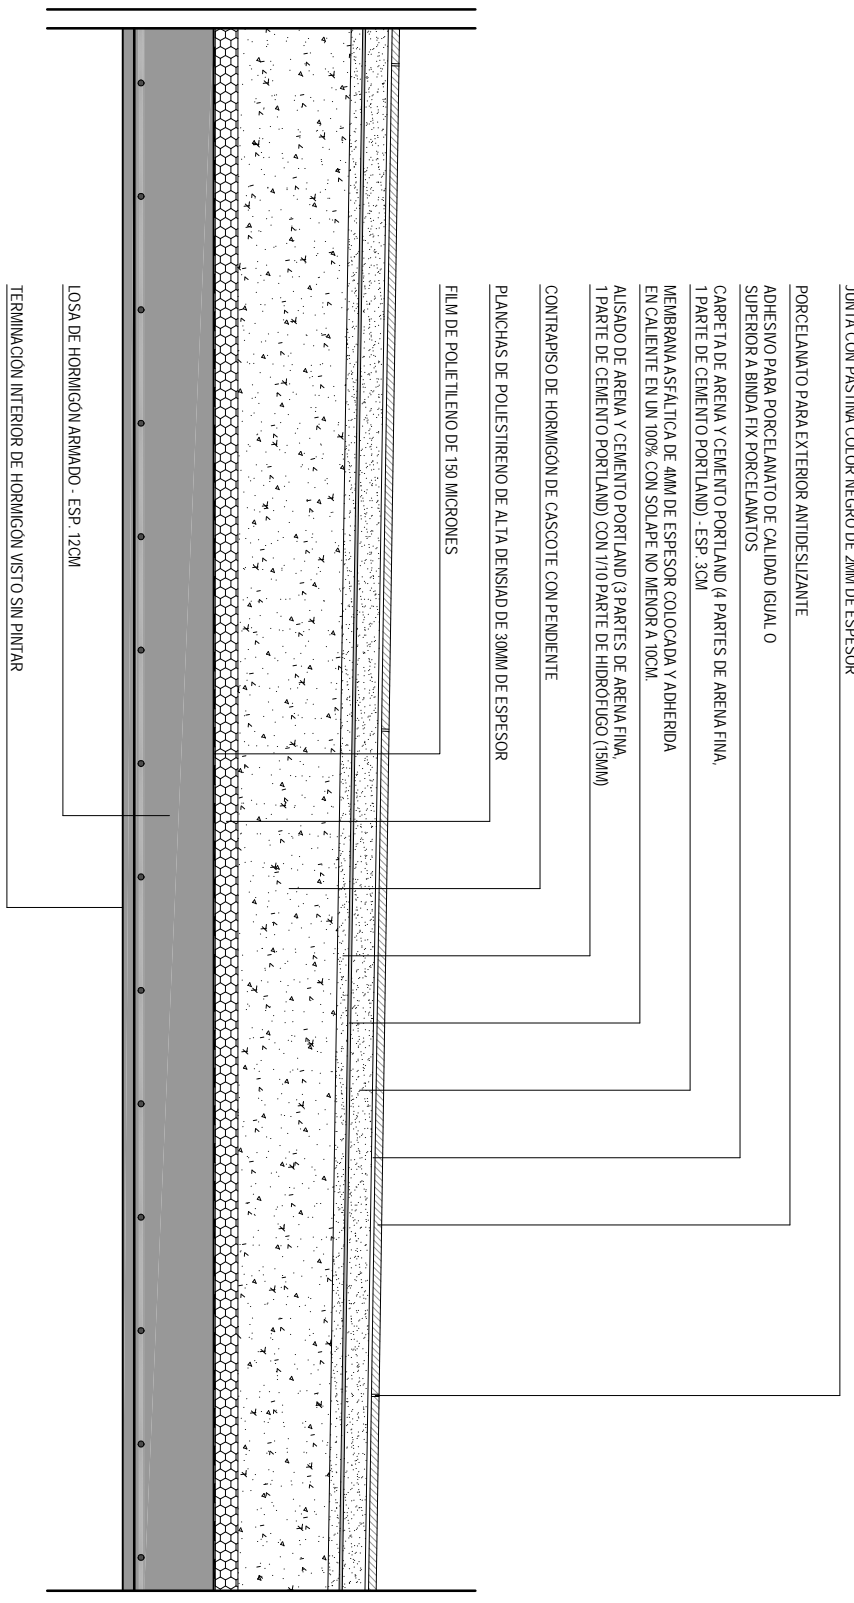 JUNTA CON PASTINA COLOR NEGRO DE 2MM DE ESPESOR
PORCELANATO PARA EXTERIOR ANTIDESLIZANTE
ADHESIVO PARA PORCELANATO DE CALIDAD IGUAL O
SUPERIOR A BINDA FIX PORCELANATOS
CARPETA DE ARENA Y CEMENTO PORTLAND (4 PARTES DE ARENA FINA,
1 PARTE DE CEMENTO PORTLAND) - ESP. 3CM
MEMBRANA ASFÁLTICA DE 4MM DE ESPESOR COLOCADA Y ADHERIDA
EN CALIENTE EN UN 100% CON SOLAPE NO MENOR A 10CM.
ALISADO DE ARENA Y CEMENTO PORTLAND (3 PARTES DE ARENA FINA,
1 PARTE DE CEMENTO PORTLAND) CON 1/10 PARTE DE HIDRÓFUGO (15MM)
CONTRAPISO DE HORMIGÓN DE CASCOTE CON PENDIENTE
PLANCHAS DE POLIESTIRENO DE ALTA DENSIAD DE 30MM DE ESPESOR
FILM DE POLIETILENO DE 150 MICRONES
LOSA DE HORMIGÓN ARMADO - ESP. 12CM
TERMINACIÓN INTERIOR DE HORMIGÓN VISTO SIN PINTAR